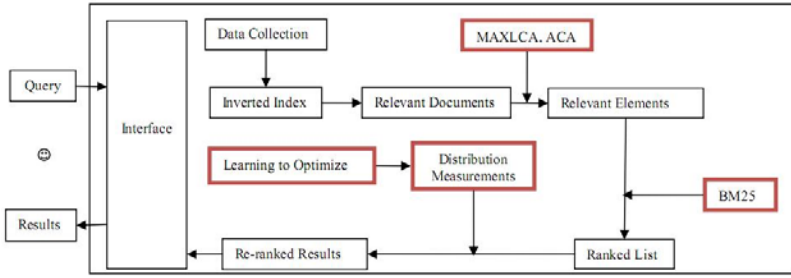 Data Collection
MAXLCA, ACA
Query
Inverted Index
Relevant Documents
Relevant Elements
Interface
Learning to Optimize
Distribution
Measurements
BM25
Results
Re-ranked Results
Ranked List